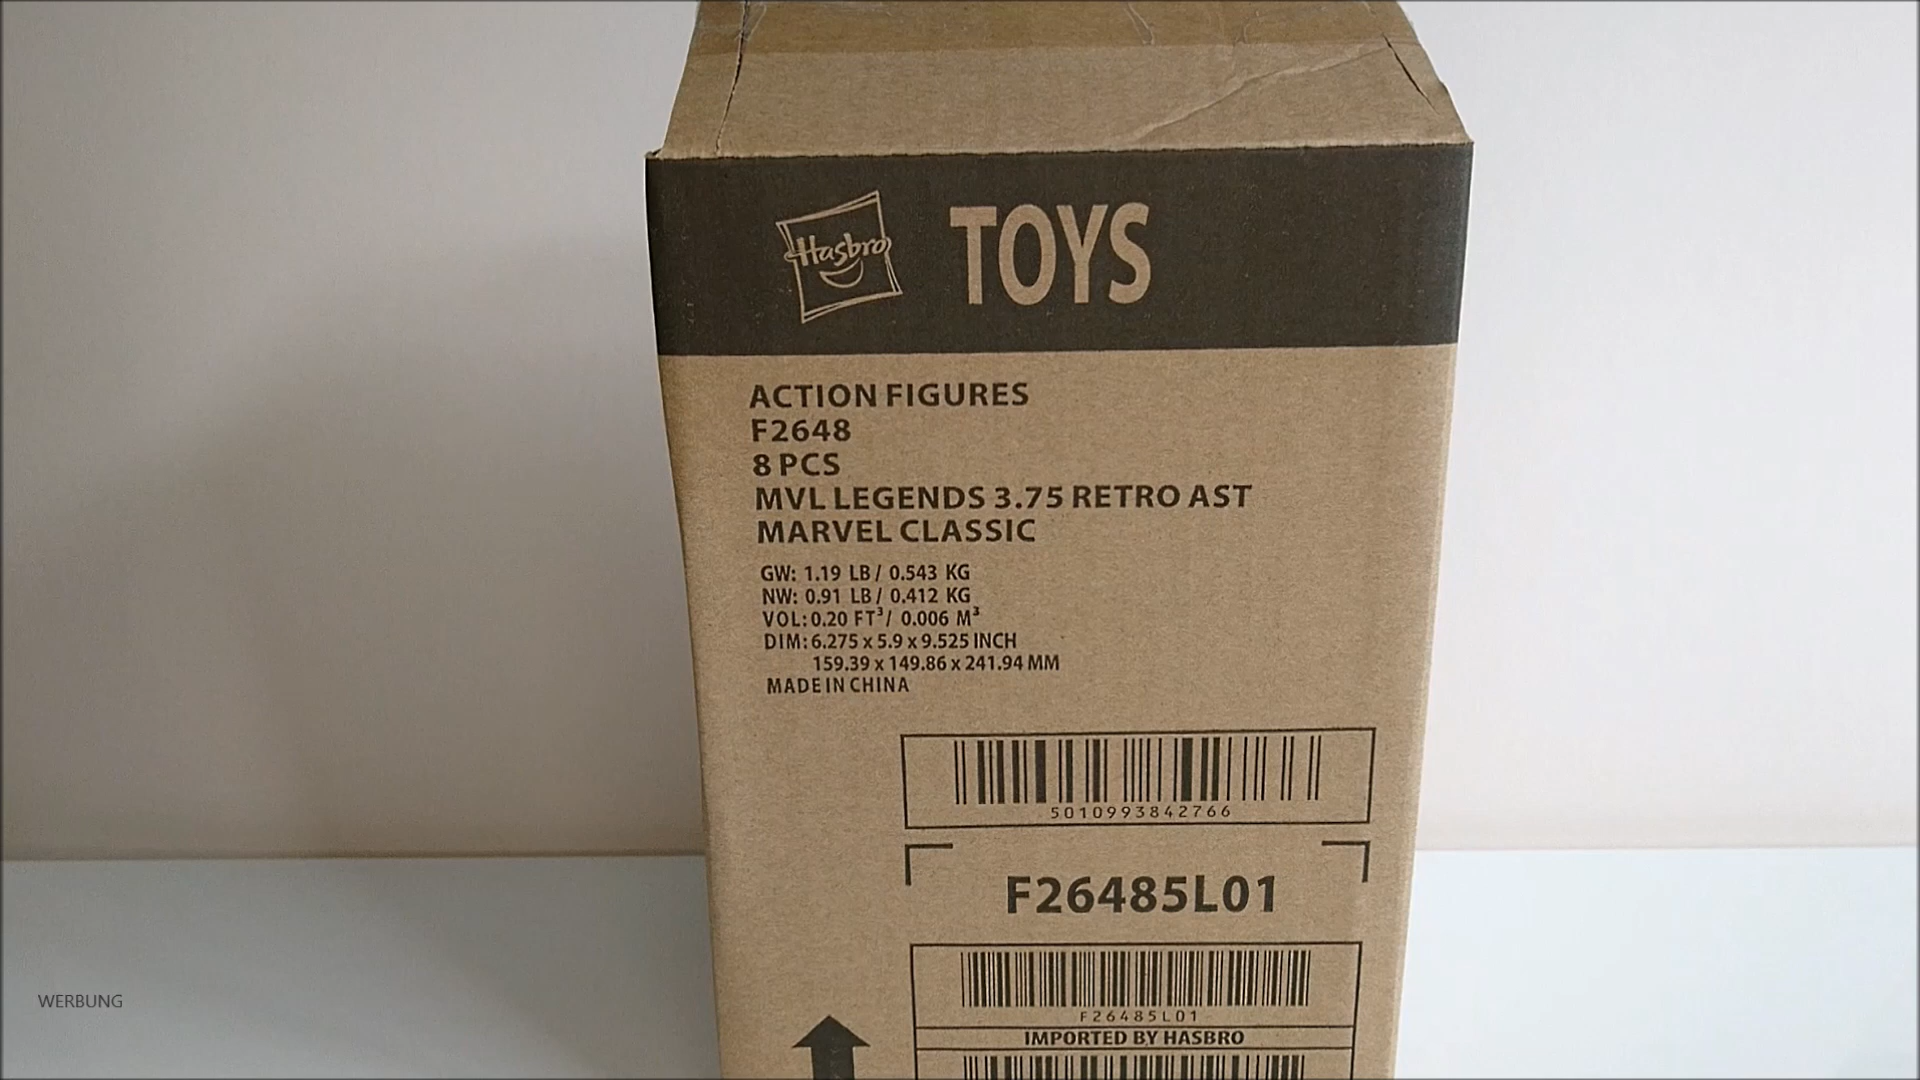 Hasbro TOYS
ACTION FIGURES
F2648
8 PCS
MVL LEGENDS 3.75 RETRO AST
MARVEL CLASSIC
GW: 1.19 LB / 0.543 KG
NW: 0.91 LB / 0.412 KG
VOL: 0.20 FT³/ 0.006 M³
DIM: 6.275 x 5.9 x 9.525 INCH
159.39 x 149.86 x 241.94 MM
MADE IN CHINA
5010993842766
F26485L01
F26485L01
IMPORTED BY HASBRO
WERBUNG